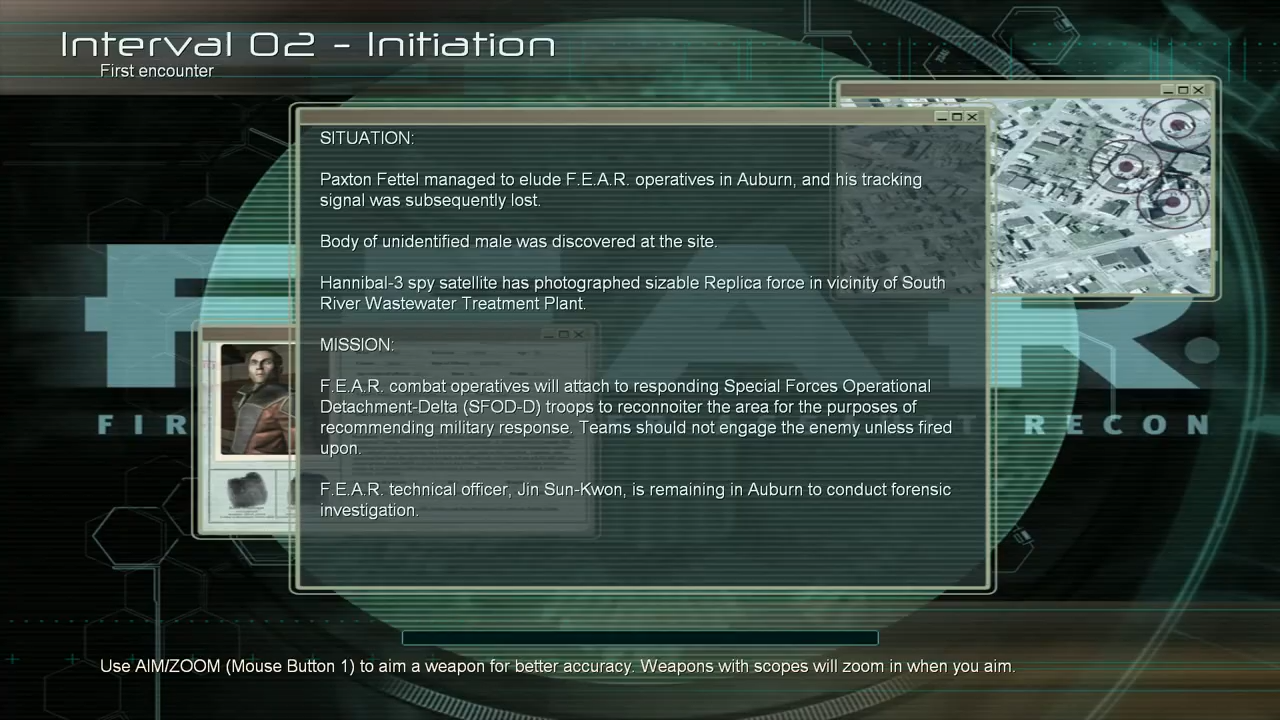 Interval 02 - Initiation
First encounter
SITUATION:
Paxton Fettel managed to elude F.E.A.R. operatives in Auburn, and his tracking
signal was subsequently lost.
Body of unidentified male was discovered at the site.
Hannibal-3 spy satellite has photographed sizable Replica force in vicinity of South
River Wastewater Treatment Plant.
MISSION:
F.E.A.R. combat operatives will attach to responding Special Forces Operational
Detachment-Delta (SFOD-D) troops to reconnoiter the area for the purposes of
recommending military response. Teams should not engage the enemy unless fired
upon.
F.E.A.R. technical officer, Jin Sun-Kwon, is remaining in Auburn to conduct forensic
investigation.
F.E.A.R.
RECON
Use AIM/ZOOM (Mouse Button 1) to aim a weapon for better accuracy. Weapons with scopes will zoom in when you aim.